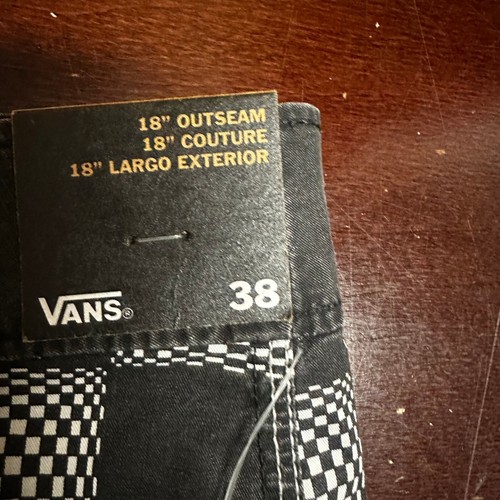 18” OUTSEAM
18” COUTURE
18” LARGO EXTERIOR
38
VANS®